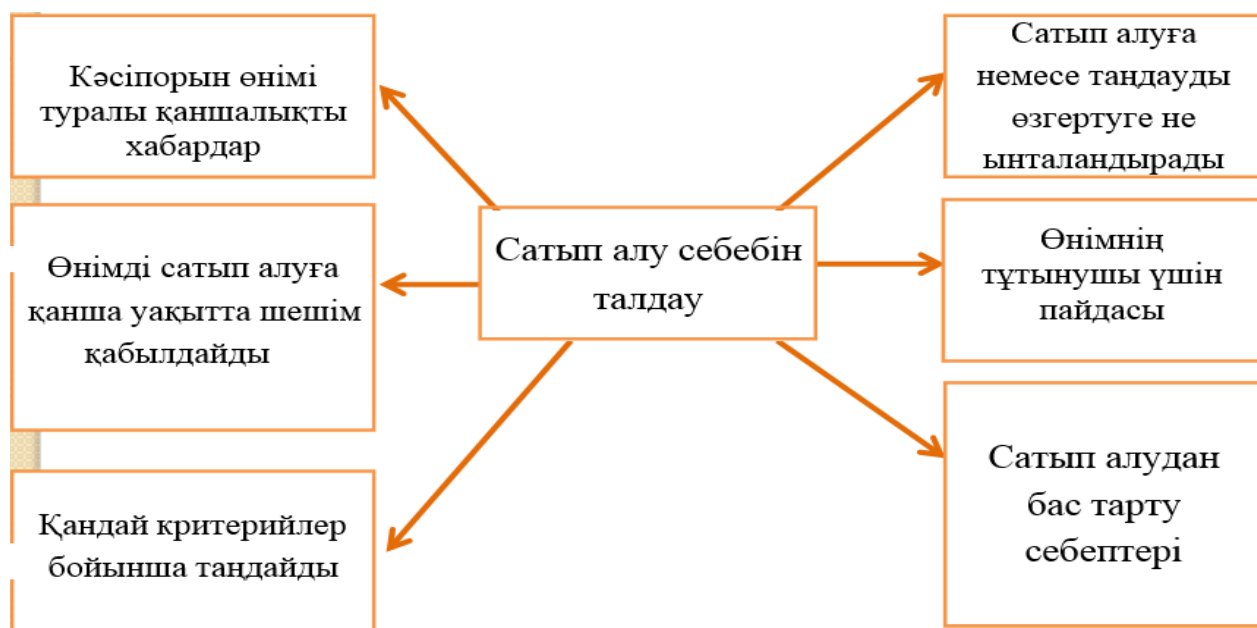 Кәсіпорын өнімі
туралы қаншалықты
хабардар
Өнімді сатып алуға
қанша уақытта шешім
қабылдайды
Қандай критерийлер
бойынша таңдайды
Сатып алу себебін
талдау
Сатып алуға
немесе таңдауды
өзгертуге не
ынталандырады
Өнімнің
тұтынушы үшін
пайдасы
Сатып алудан
бас тарту
себептері